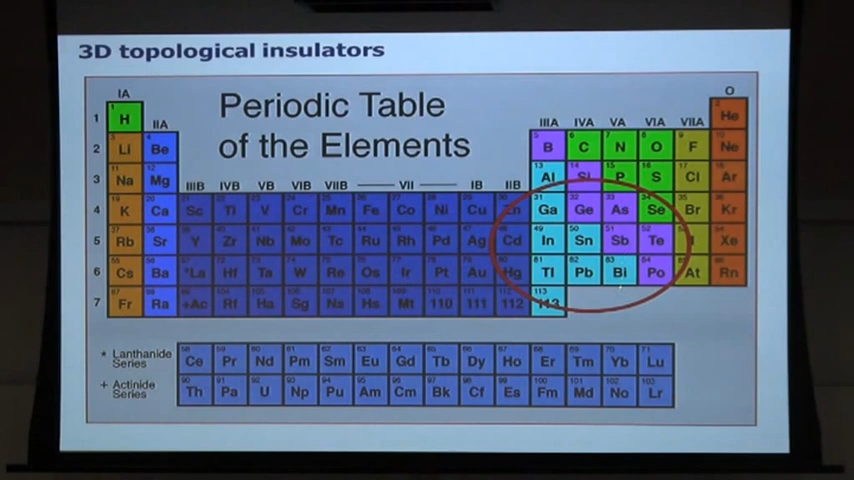 3D topological insulators
Periodic Table
of the Elements
IA IIA IIIB IVB VB VIB VIIB VII IB IIB IIIA IVA VA VIA VIIA O
1 H He
2 Li Be B C N O F Ne
3 Na Mg Al Si P S Cl Ar
4 K Ca Sc Ti V Cr Mn Fe Co Ni Cu Zn Ga Ge As Se Br Kr
5 Rb Sr Y Zr Nb Mo Tc Ru Rh Pd Ag Cd In Sn Sb Te Xe
6 Cs Ba *La Hf Ta W Re Os Ir Pt Au Hg Tl Pb Bi Po At Rn
7 Fr Ra +Ac Rf Ha Sg Ns Hs Mt 110 111 112 113
* Lanthanide Series Ce Pr Nd Pm Sm Eu Gd Tb Dy Ho Er Tm Yb Lu
+ Actinide Series Th Pa U Np Pu Am Cm Bk Cf Es Fm Md No Lr